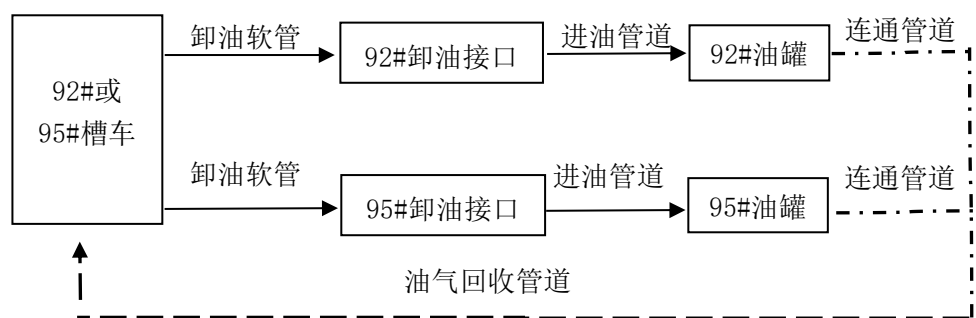 92#或
95#槽车
卸油软管
92#卸油接口
进油管道
92#油罐
连通管道
卸油软管
95#卸油接口
进油管道
95#油罐
连通管道
油气回收管道